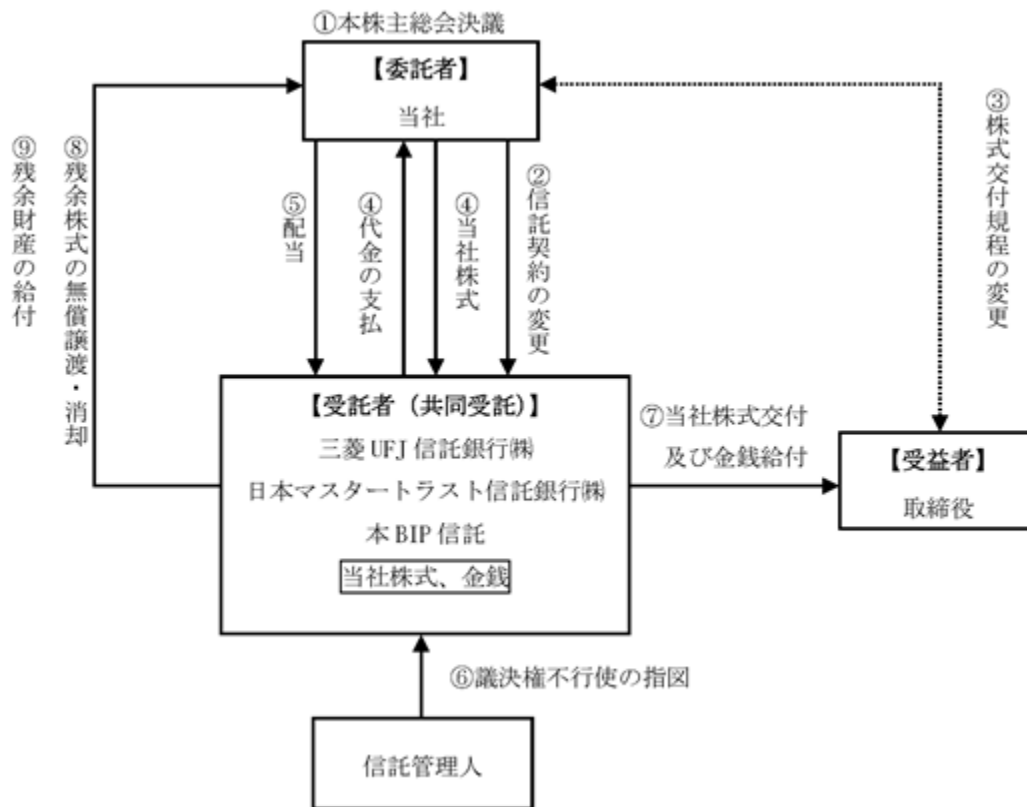 ①本株主総会決議
【委託者】
当社
⑨残余財産の給付
⑧残余株式の無償譲渡・消却
⑤配当
④代金の支払
④当社株式
②信託契約の変更
③株式交付規程の変更
【受託者（共同受託）】
三菱 UFJ 信託銀行㈱
日本マスタートラスト信託銀行㈱
本 BIP 信託
当社株式、金銭
⑦当社株式交付
及び金銭給付
【受益者】
取締役
⑥議決権不行使の指図
信託管理人